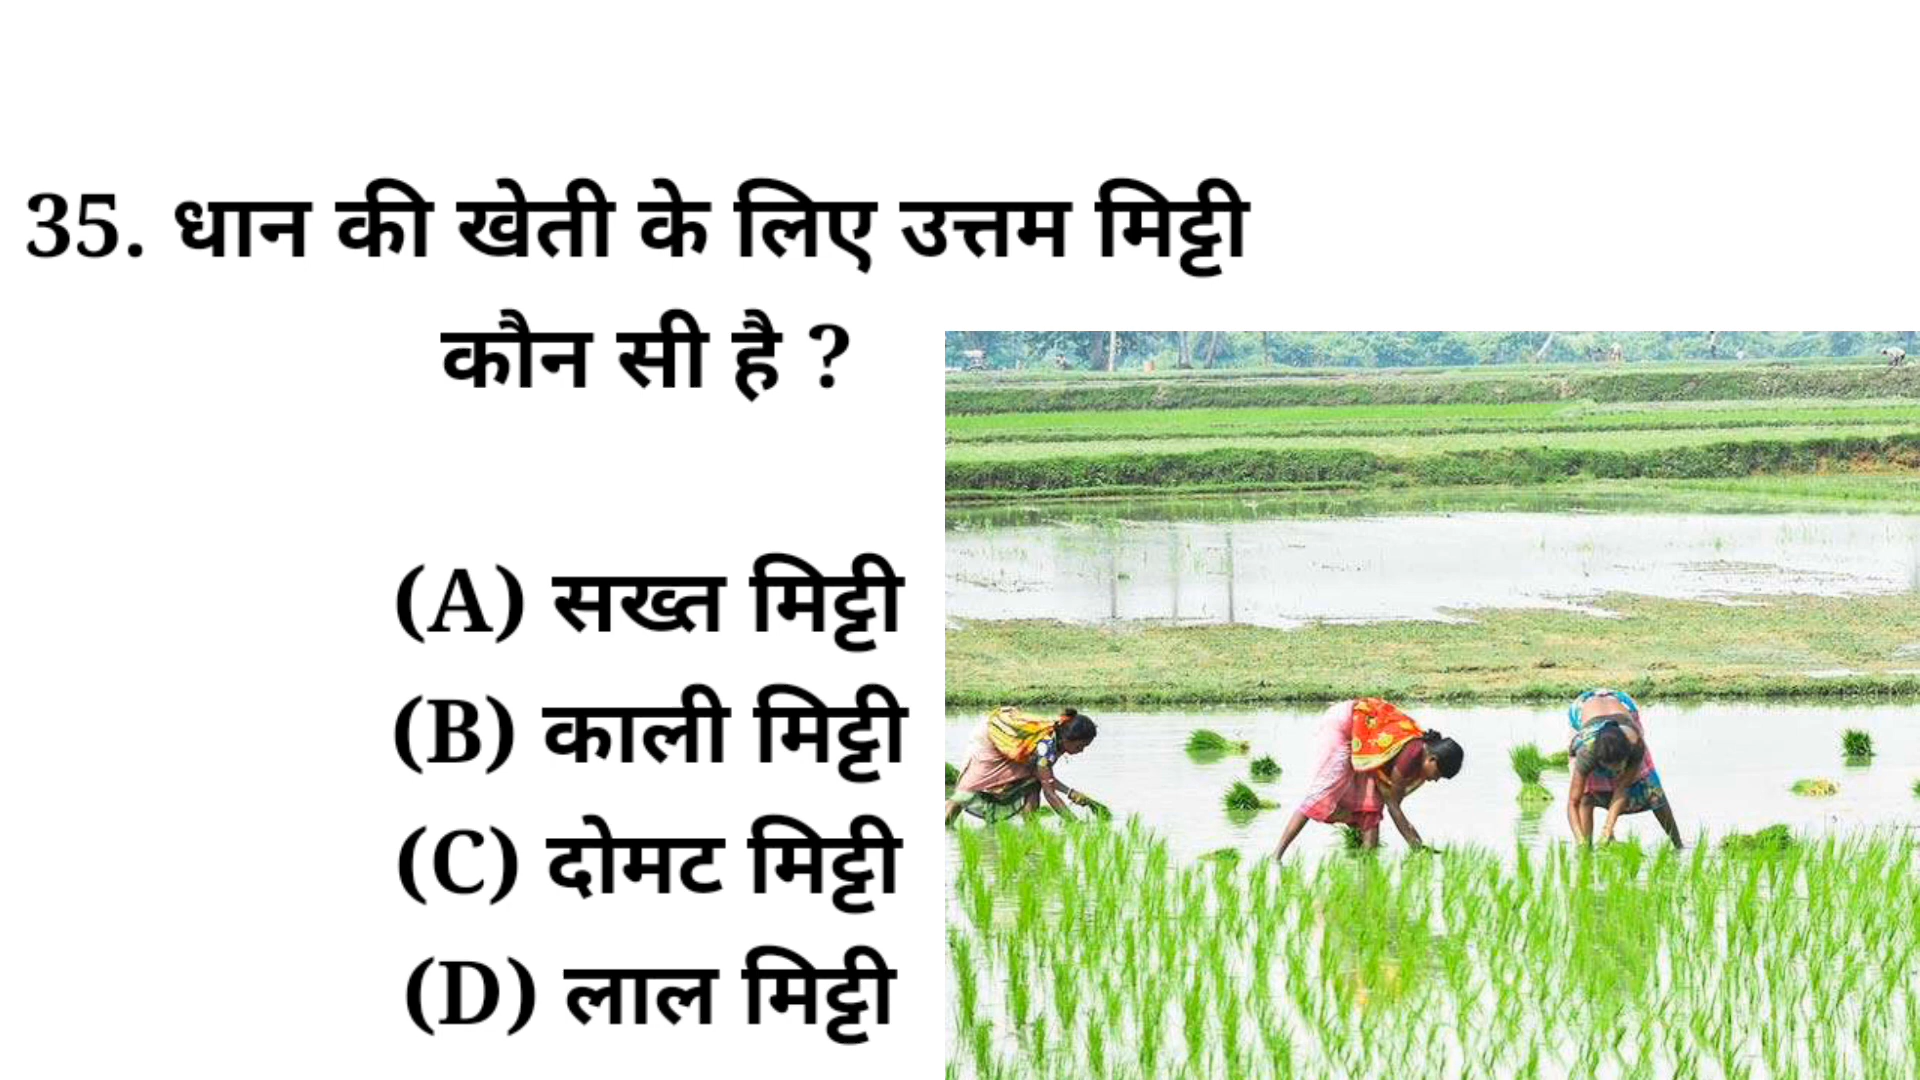 35. धान की खेती के लिए उत्तम मिट्टी
कौन सी है ?
(A) सख्त मिट्टी
(B) काली मिट्टी
(C) दोमट मिट्टी
(D) लाल मिट्टी